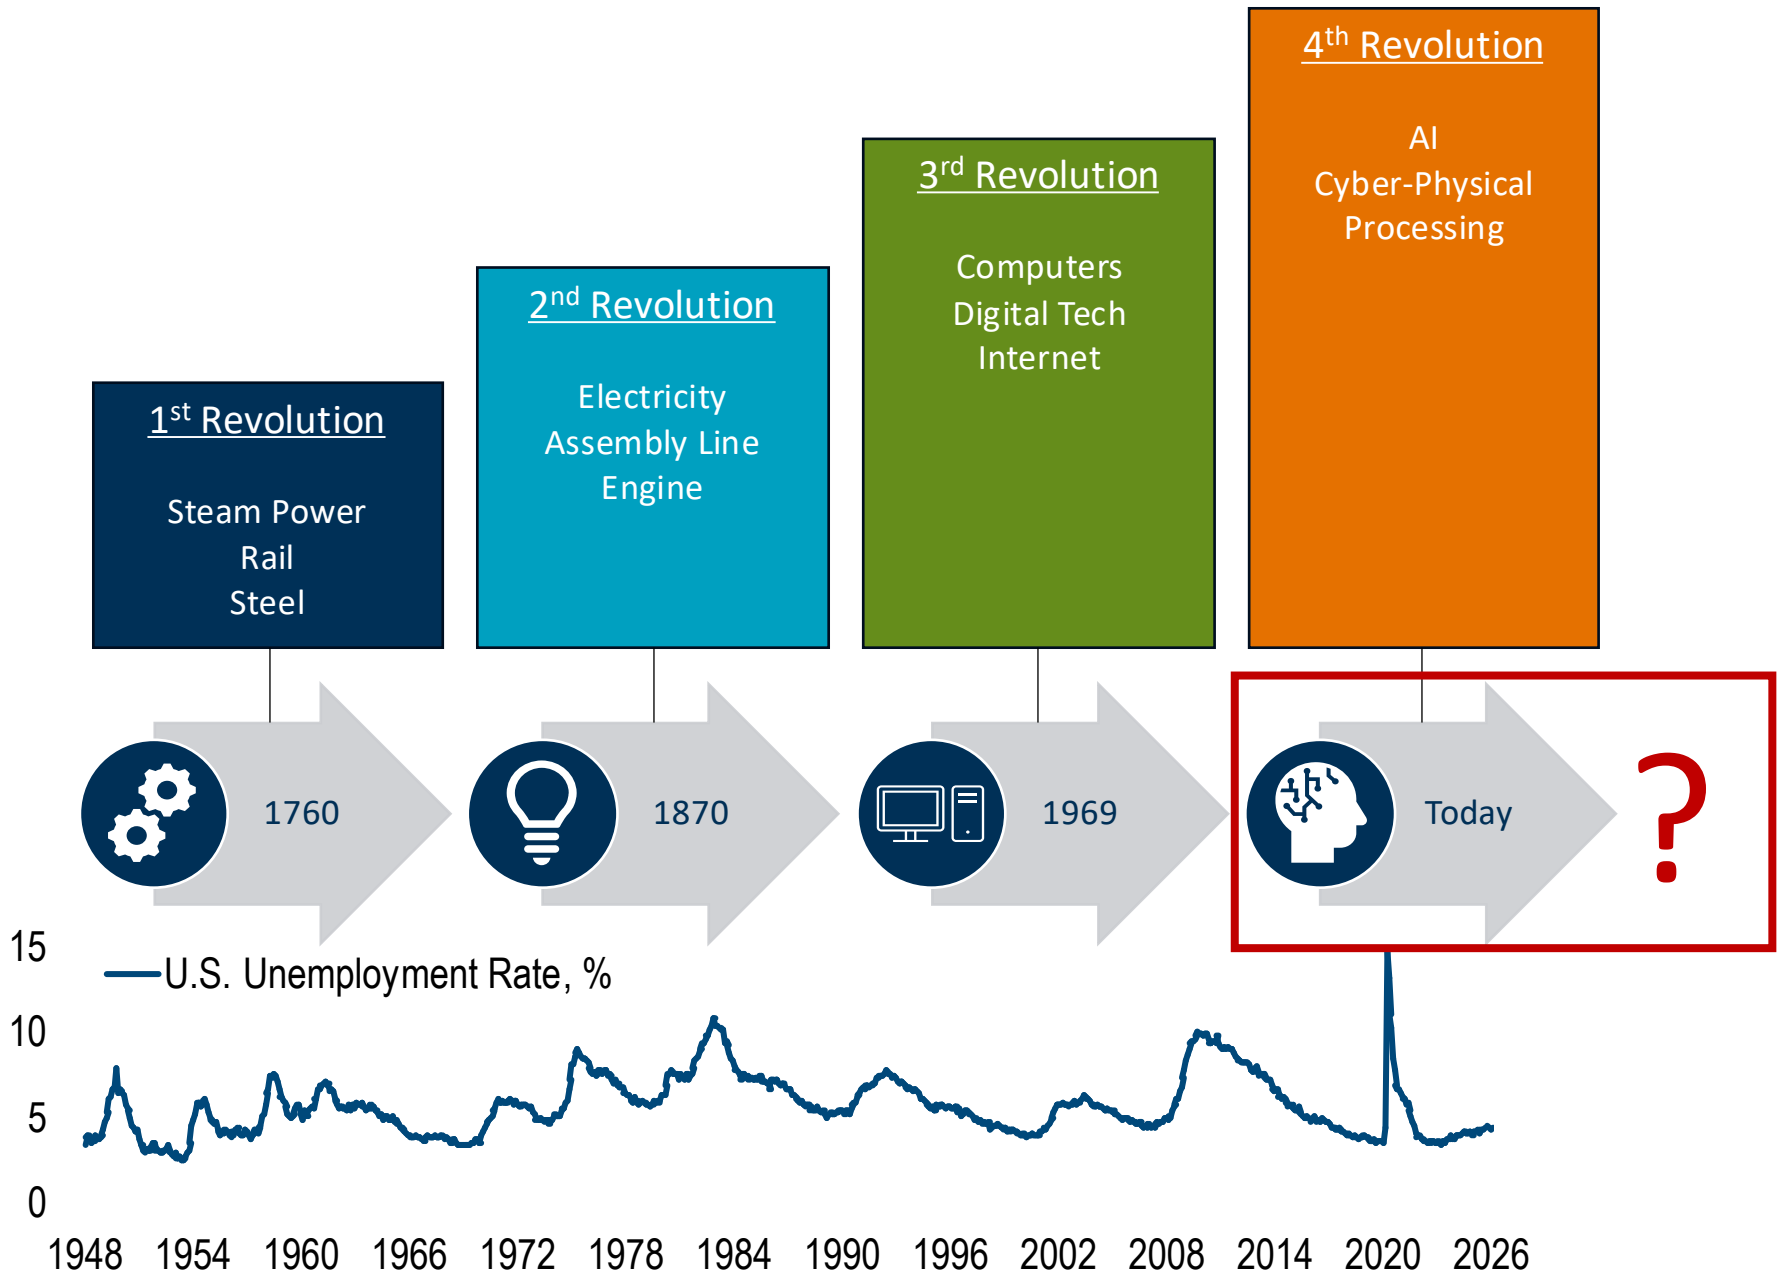 1st Revolution
Steam Power
Rail
Steel
2nd Revolution
Electricity
Assembly Line
Engine
3rd Revolution
Computers
Digital Tech
Internet
4th Revolution
AI
Cyber-Physical
Processing
1760
1870
1969
Today
?
U.S. Unemployment Rate, %
15
10
5
0
1948 1954 1960 1966 1972 1978 1984 1990 1996 2002 2008 2014 2020 2026